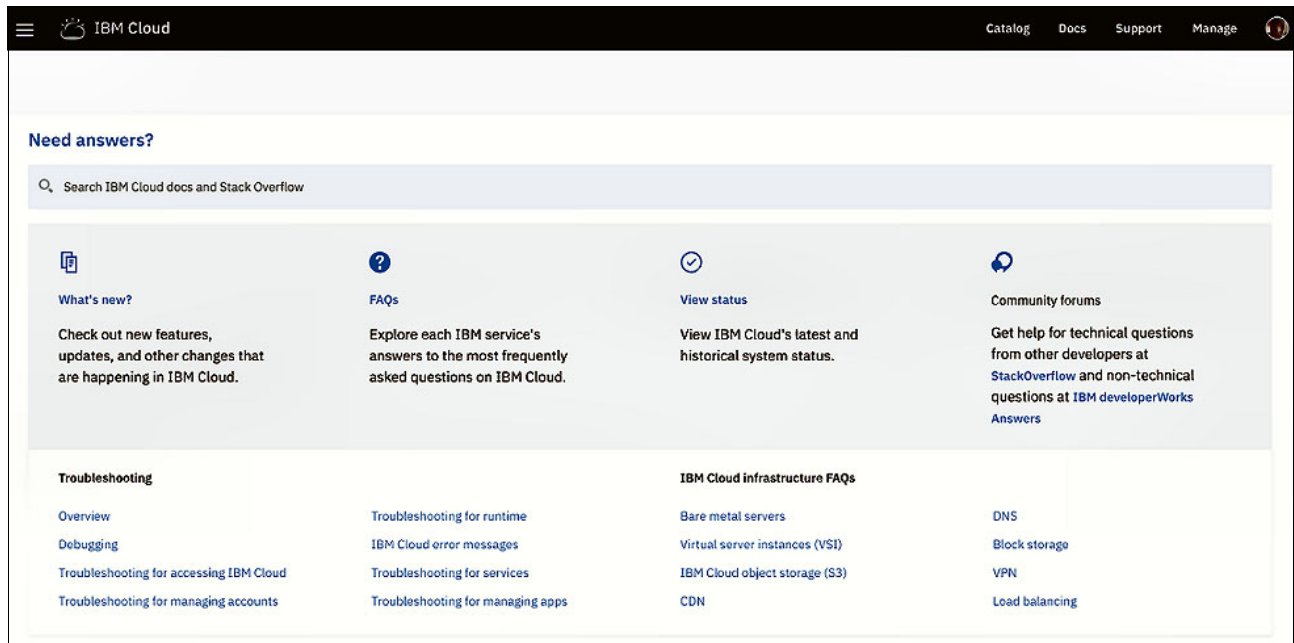 IBM Cloud
Catalog Docs Support Manage
Need answers?
Search IBM Cloud docs and Stack Overflow
What's new?
Check out new features,
updates, and other changes that
are happening in IBM Cloud.
FAQs
Explore each IBM service's
answers to the most frequently
asked questions on IBM Cloud.
View status
View IBM Cloud's latest and
historical system status.
Community forums
Get help for technical questions
from other developers at
StackOverflow and non-technical
questions at IBM developerWorks
Answers
Troubleshooting
Overview
Debugging
Troubleshooting for accessing IBM Cloud
Troubleshooting for managing accounts
Troubleshooting for runtime
IBM Cloud error messages
Troubleshooting for services
Troubleshooting for managing apps
IBM Cloud infrastructure FAQs
Bare metal servers
Virtual server instances (VSI)
IBM Cloud object storage (S3)
CDN
DNS
Block storage
VPN
Load balancing